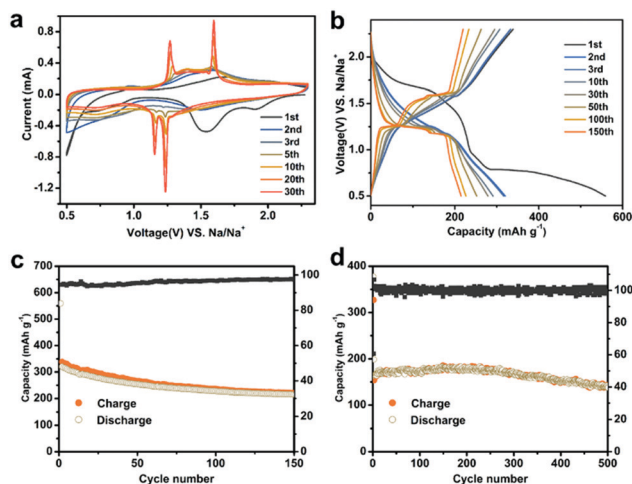 a
0.8
0.4
0.0
-0.4
-0.8
-1.2
Current (mA)
1st
2nd
3rd
5th
10th
20th
30th
0.5 1.0 1.5 2.0
Voltage(V) VS. Na/Na⁺
b
2.0
1.5
1.0
0.5
Voltage(V) VS. Na/Na⁺
1st
2nd
3rd
10th
30th
50th
100th
150th
0 200 400 600
Capacity (mAh g⁻¹)
c
700
600
500
400
300
200
100
0
Capacity (mAh g⁻¹)
100
80
60
40
20
0
Charge
Discharge
0 50 100 150
Cycle number
d
400
350
300
250
200
150
100
50
0
Capacity (mAh g⁻¹)
100
80
60
40
20
0
Charge
Discharge
0 100 200 300 400 500
Cycle number